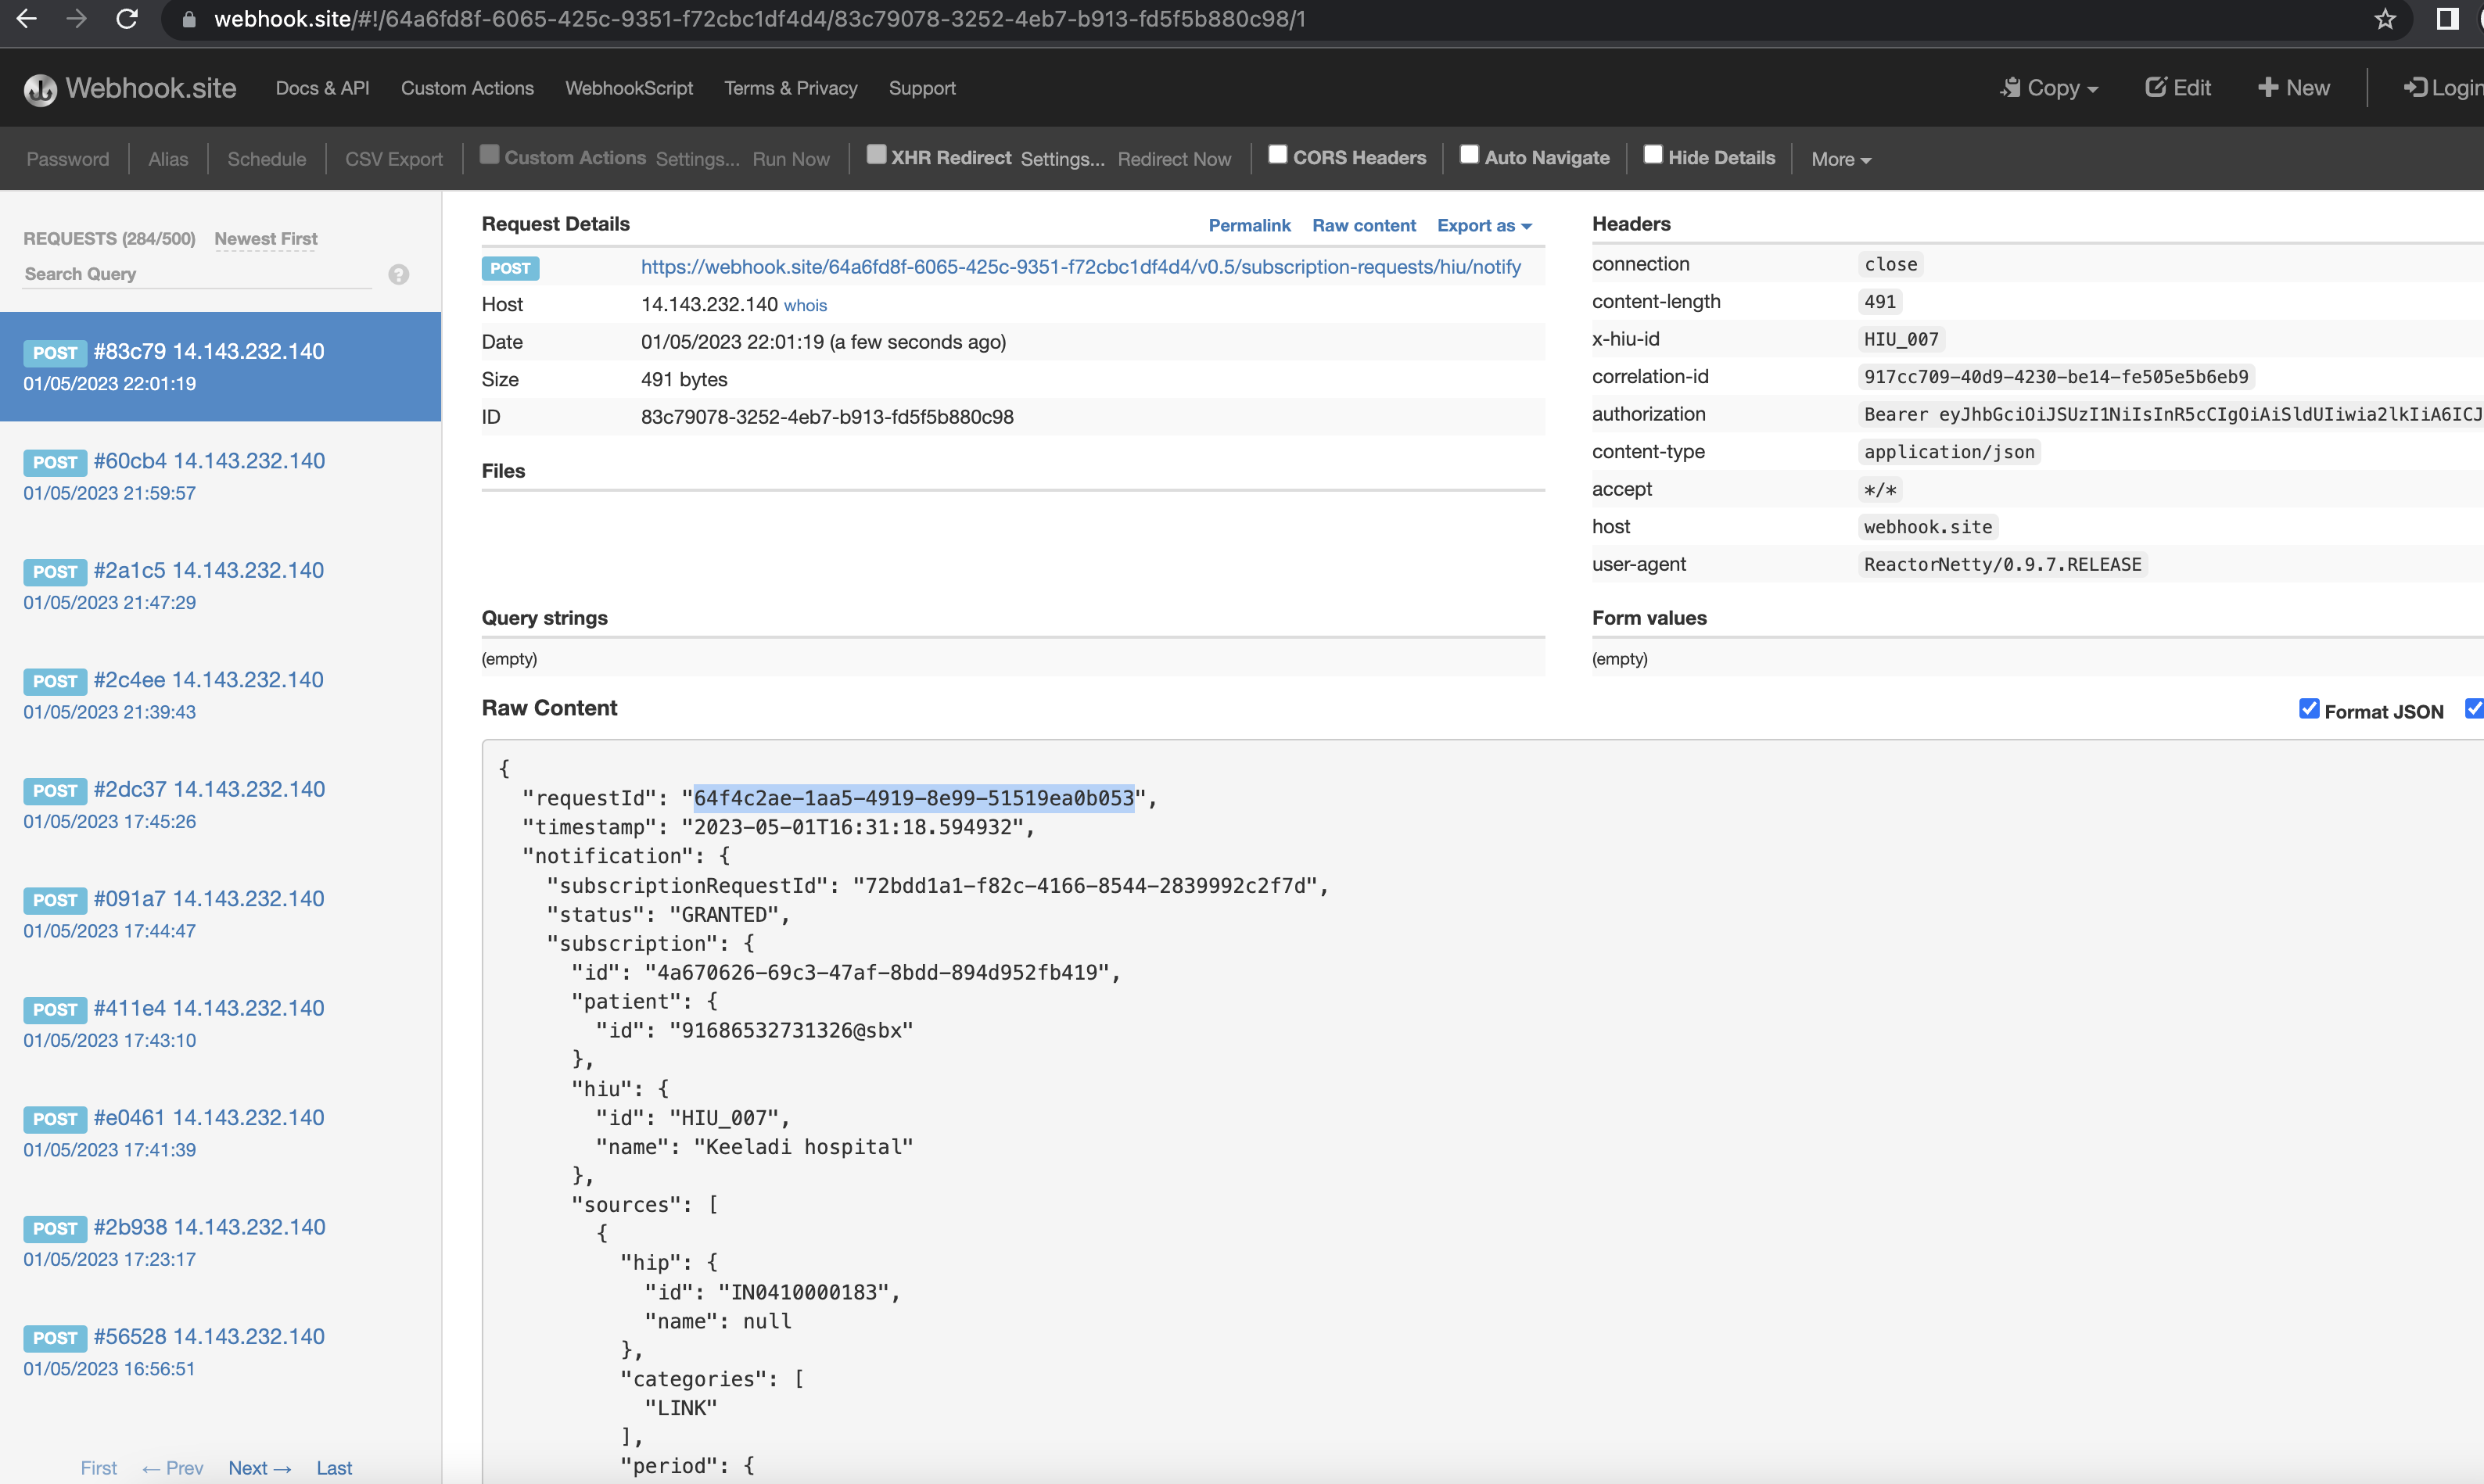 webhook.site/#!/64a6fd8f-6065-425c-9351-f72cbc1df4d4/83c79078-3252-4eb7-b913-fd5f5b880c98/1
Webhook.site Docs & API Custom Actions WebhookScript Terms & Privacy Support Copy Edit New Login
Password Alias Schedule CSV Export Custom Actions Settings... Run Now XHR Redirect Settings... Redirect Now CORS Headers Auto Navigate Hide Details More
REQUESTS (284/500) Newest First
Search Query ?
POST #83c79 14.143.232.140
01/05/2023 22:01:19
POST #60cb4 14.143.232.140
01/05/2023 21:59:57
POST #2a1c5 14.143.232.140
01/05/2023 21:47:29
POST #2c4ee 14.143.232.140
01/05/2023 21:39:43
POST #2dc37 14.143.232.140
01/05/2023 17:45:26
POST #091a7 14.143.232.140
01/05/2023 17:44:47
POST #411e4 14.143.232.140
01/05/2023 17:43:10
POST #e0461 14.143.232.140
01/05/2023 17:41:39
POST #2b938 14.143.232.140
01/05/2023 17:23:17
POST #56528 14.143.232.140
01/05/2023 16:56:51
First ← Prev Next → Last
Request Details Permalink Raw content Export as
POST https://webhook.site/64a6fd8f-6065-425c-9351-f72cbc1df4d4/v0.5/subscription-requests/hiu/notify
Host 14.143.232.140 whois
Date 01/05/2023 22:01:19 (a few seconds ago)
Size 491 bytes
ID 83c79078-3252-4eb7-b913-fd5f5b880c98
Files
Headers
connection close
content-length 491
x-hiu-id HIU_007
correlation-id 917cc709-40d9-4230-be14-fe505e5b6eb9
authorization Bearer eyJhbGciOiJSUzI1NiIsInR5cCIgOiAiSldUIiwia2lkIiA6ICJ
content-type application/json
accept */*
host webhook.site
user-agent ReactorNetty/0.9.7.RELEASE
Query strings
(empty)
Form values
(empty)
Raw Content Format JSON
{
"requestId": "64f4c2ae-1aa5-4919-8e99-51519ea0b053",
"timestamp": "2023-05-01T16:31:18.594932",
"notification": {
"subscriptionRequestId": "72bdd1a1-f82c-4166-8544-2839992c2f7d",
"status": "GRANTED",
"subscription": {
"id": "4a670626-69c3-47af-8bdd-894d952fb419",
"patient": {
"id": "91686532731326@sbx"
},
"hiu": {
"id": "HIU_007",
"name": "Keeladi hospital"
},
"sources": [
{
"hip": {
"id": "IN0410000183",
"name": null
},
"categories": [
"LINK"
],
"period": {